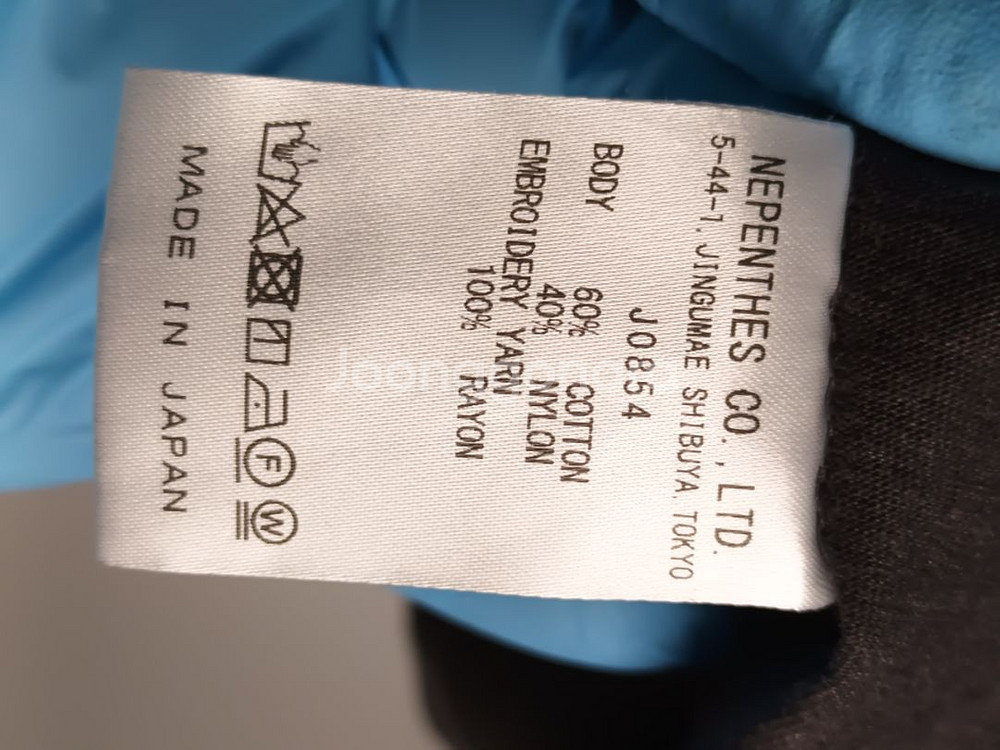 NEPENTHES CO.,LTD.
5-44-1, JINGUMAE SHIBUYA, TOKYO
J0854
BODY 60% COTTON
40% NYLON
EMBROIDERY YARN
100% RAYON
F W
MADE IN JAPAN